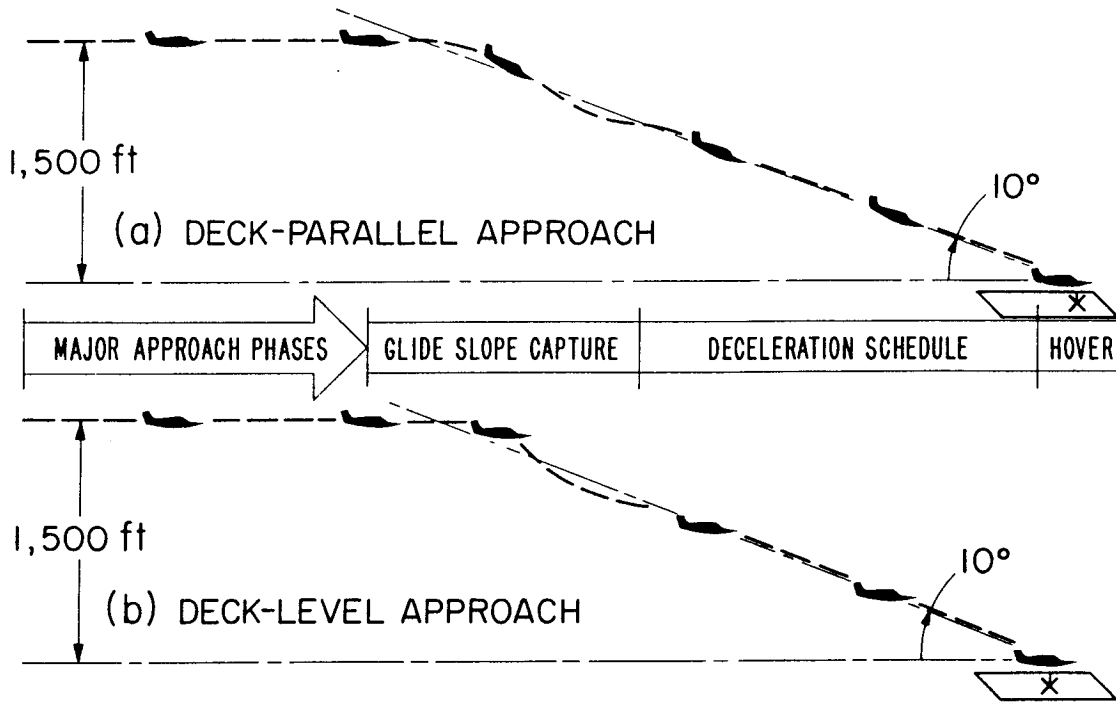 1,500 ft
10°
(a) DECK-PARALLEL APPROACH
MAJOR APPROACH PHASES
GLIDE SLOPE CAPTURE
DECELERATION SCHEDULE
HOVER
1,500 ft
10°
(b) DECK-LEVEL APPROACH